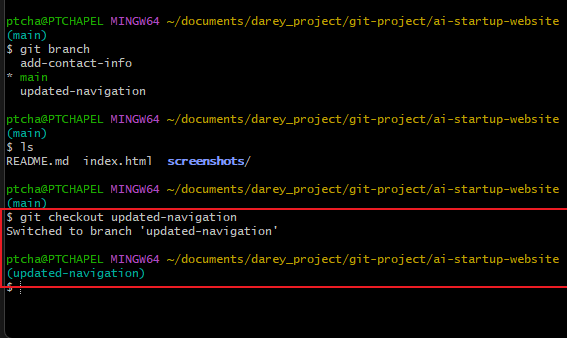 ptcha@PTCHAPEL MINGW64 ~/documents/darey_project/git-project/ai-startup-website
(main)
$ git branch
  add-contact-info
* main
  updated-navigation
ptcha@PTCHAPEL MINGW64 ~/documents/darey_project/git-project/ai-startup-website
(main)
$ ls
README.md  index.html  screenshots/
ptcha@PTCHAPEL MINGW64 ~/documents/darey_project/git-project/ai-startup-website
(main)
$ git checkout updated-navigation
Switched to branch 'updated-navigation'
ptcha@PTCHAPEL MINGW64 ~/documents/darey_project/git-project/ai-startup-website
(updated-navigation)
$